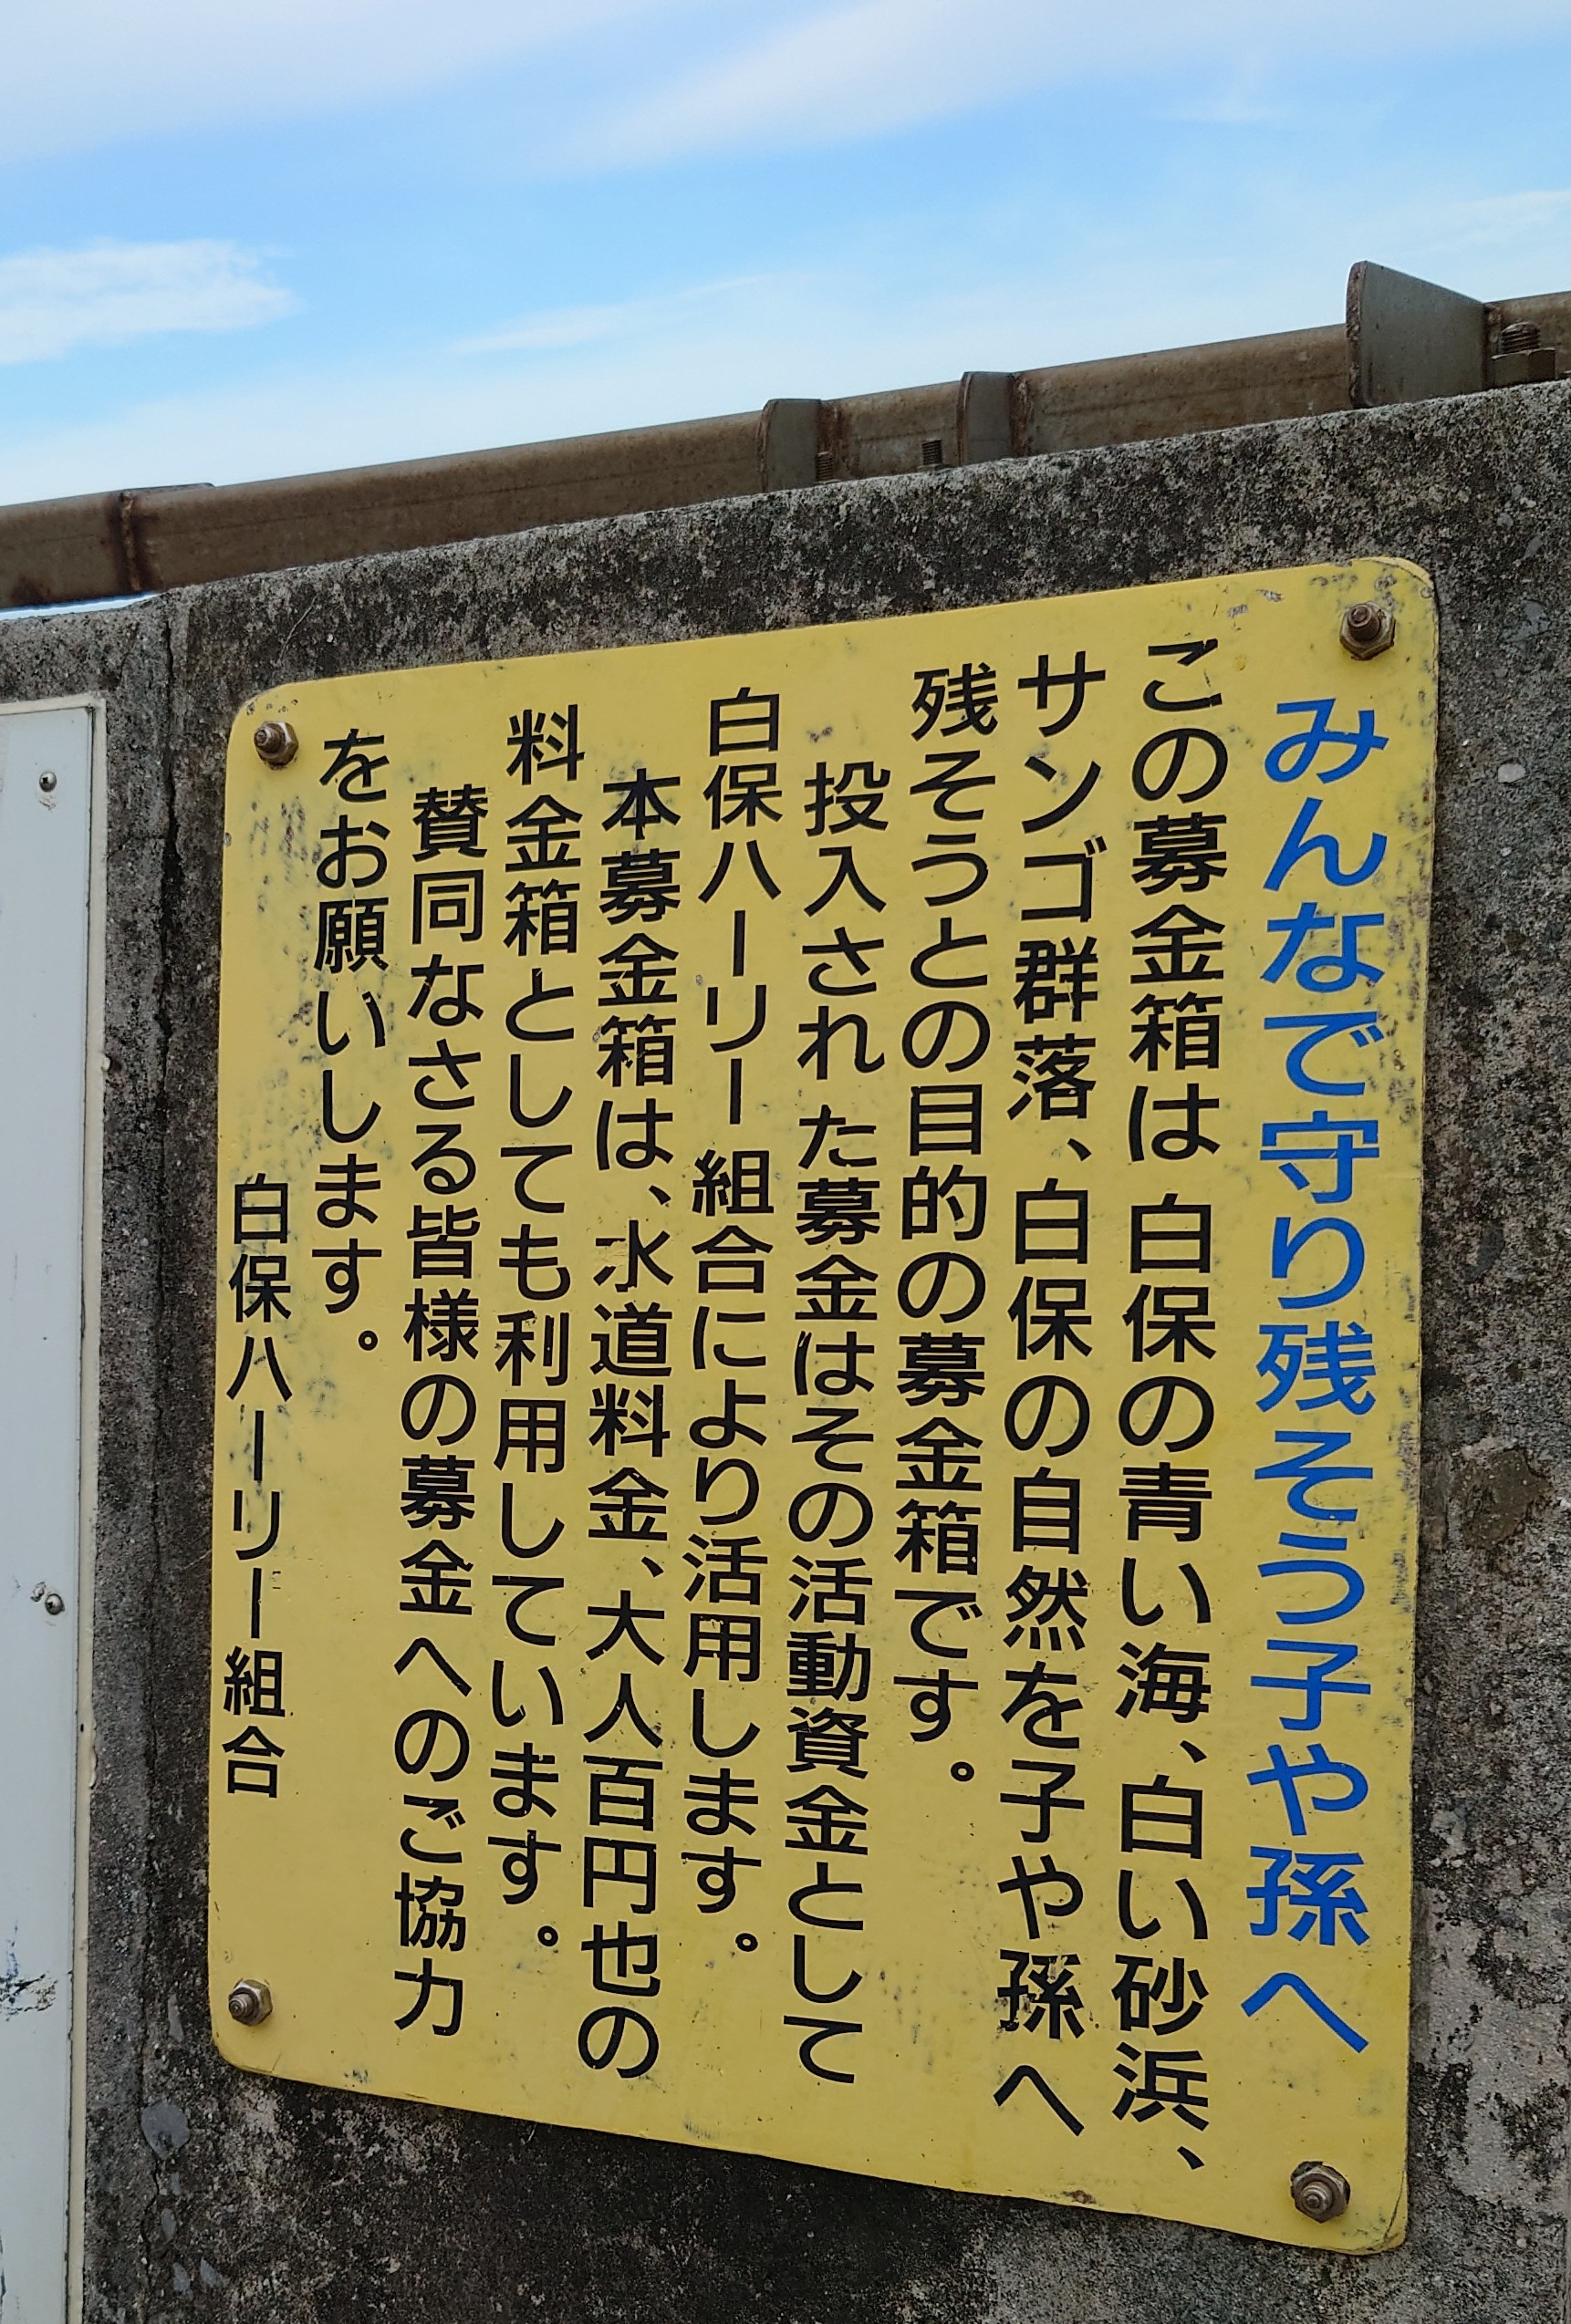 みんなで守り残そう子や孫へ
この募金箱は 白保の青い海、白い砂浜、
サンゴ群落、白保の自然を子や孫へ
残そうとの目的の募金箱です。
投入された募金はその活動資金として
白保ハーリー組合により活用します。
本募金箱は、水道料金、大人百円也の
料金箱としても利用しています。
賛同なさる皆様の募金へのご協力
をお願いします。
白保ハーリー組合